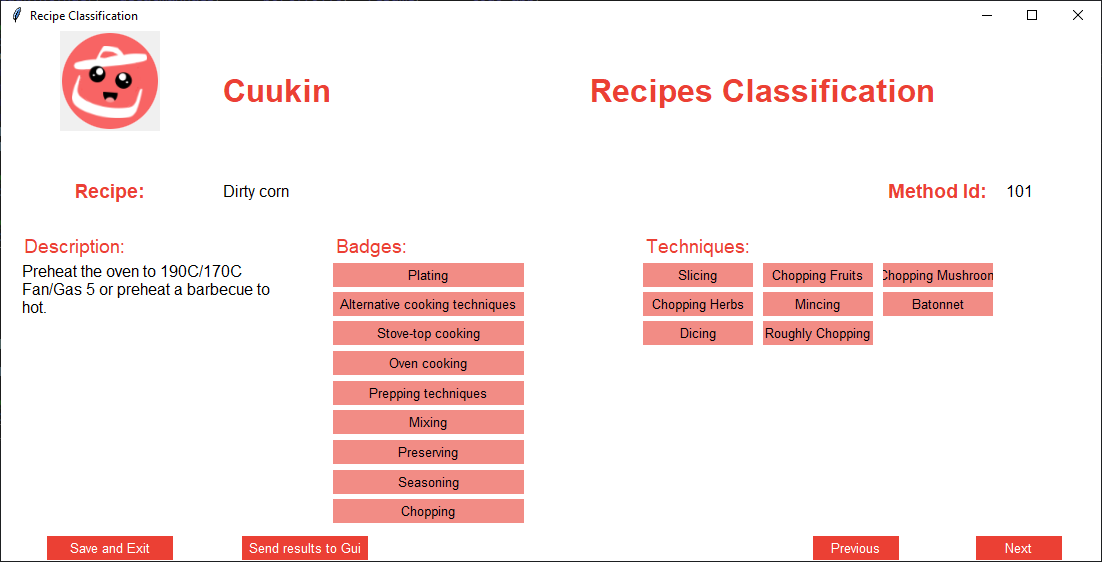 Recipe Classification
Cuukin
Recipes Classification
Recipe:
Dirty corn
Method Id:
101
Description:
Preheat the oven to 190C/170C
Fan/Gas 5 or preheat a barbecue to
hot.
Badges:
Plating
Alternative cooking techniques
Stove-top cooking
Oven cooking
Prepping techniques
Mixing
Preserving
Seasoning
Chopping
Techniques:
Slicing
Chopping Fruits
Chopping Mushroom
Chopping Herbs
Mincing
Batonnet
Dicing
Roughly Chopping
Save and Exit
Send results to Gui
Previous
Next